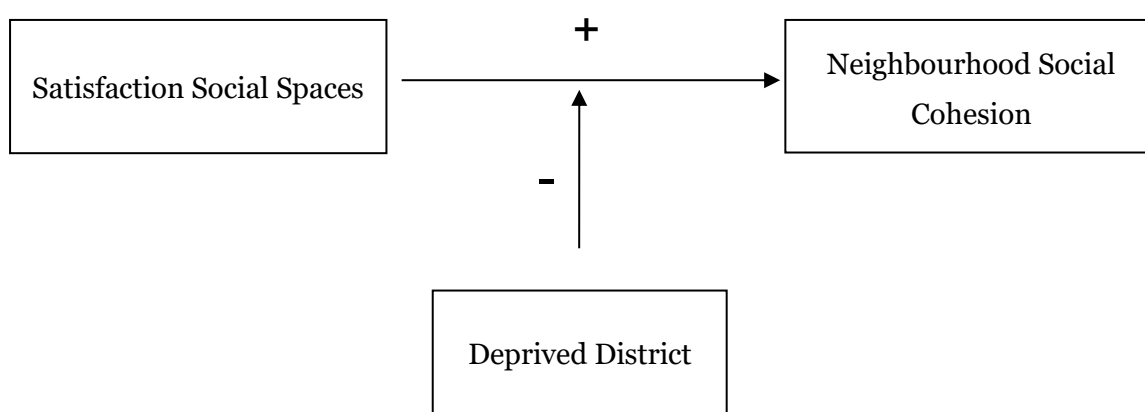 +
Satisfaction Social Spaces
Neighbourhood Social
Cohesion
-
Deprived District